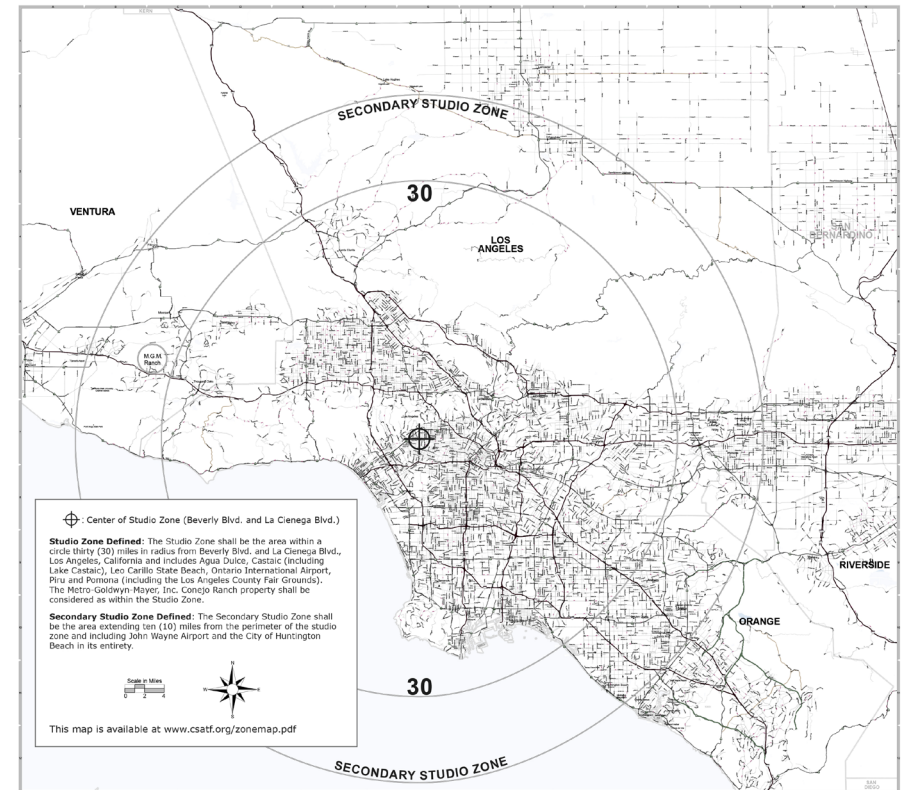 KERN
SECONDARY STUDIO ZONE
30
VENTURA
LOS
ANGELES
SAN
BERNARDINO
M.G.M.
Ranch
: Center of Studio Zone (Beverly Blvd. and La Cienega Blvd.)
Studio Zone Defined: The Studio Zone shall be the area within a
circle thirty (30) miles in radius from Beverly Blvd. and La Cienega Blvd.,
Los Angeles, California and includes Agua Dulce, Castaic (including
Lake Castaic), Leo Carillo State Beach, Ontario International Airport,
Piru and Pomona (including the Los Angeles County Fair Grounds).
The Metro-Goldwyn-Mayer, Inc. Conejo Ranch property shall be
considered as within the Studio Zone.
Secondary Studio Zone Defined: The Secondary Studio Zone shall
be the area extending ten (10) miles from the perimeter of the studio
zone and including John Wayne Airport and the City of Huntington
Beach in its entirety.
Scale in Miles
0 2 4
N
W E
S
This map is available at www.csatf.org/zonemap.pdf
RIVERSIDE
ORANGE
30
SECONDARY STUDIO ZONE
SAN
DIEGO